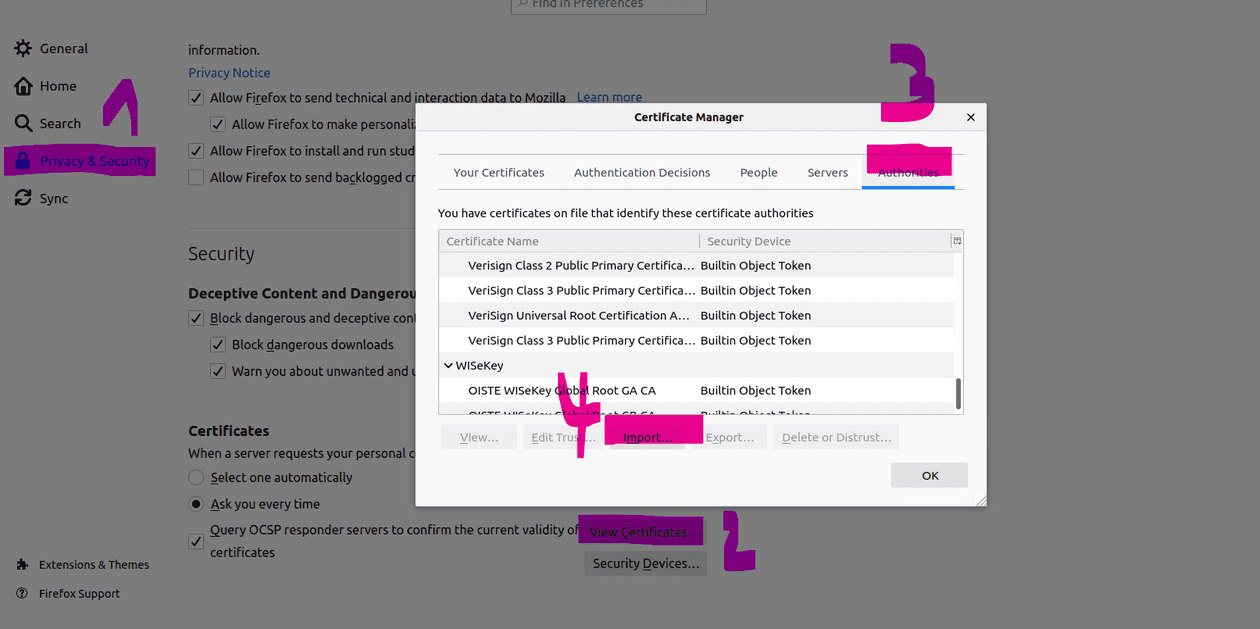 Find in Preferences
General
Home
Search
Privacy & Security
Sync
Extensions & Themes
Firefox Support
1
information.
Privacy Notice
Allow Firefox to send technical and interaction data to Mozilla Learn more
Allow Firefox to make personali
Allow Firefox to install and run stud
Allow Firefox to send backlogged cr
Security
Deceptive Content and Dangerou
Block dangerous and deceptive cont
Block dangerous downloads
Warn you about unwanted and u
Certificates
When a server requests your personal c
Select one automatically
Ask you every time
Query OCSP responder servers to confirm the current validity of
certificates
View Certificates...
2
Security Devices...
3
Certificate Manager
Your Certificates Authentication Decisions People Servers Authorities
You have certificates on file that identify these certificate authorities
Certificate Name Security Device
Verisign Class 2 Public Primary Certifica... Builtin Object Token
VeriSign Class 3 Public Primary Certifica... Builtin Object Token
VeriSign Universal Root Certification A... Builtin Object Token
VeriSign Class 3 Public Primary Certifica... Builtin Object Token
WISeKey
OISTE WISeKey Global Root GA CA Builtin Object Token
OISTE WISeKey Global Root GB CA Builtin Object Token
4
View... Edit Trust... Import... Export... Delete or Distrust...
OK